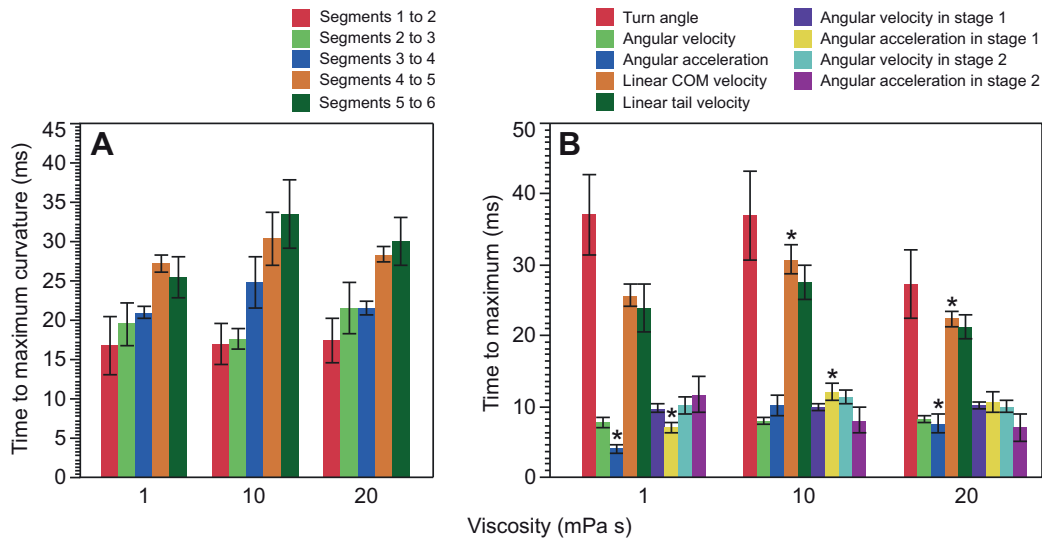 Segments 1 to 2
Segments 2 to 3
Segments 3 to 4
Segments 4 to 5
Segments 5 to 6
Turn angle
Angular velocity
Angular acceleration
Linear COM velocity
Linear tail velocity
Angular velocity in stage 1
Angular acceleration in stage 1
Angular velocity in stage 2
Angular acceleration in stage 2
A
Time to maximum curvature (ms)
45
40
35
30
25
20
15
10
5
0
1
10
20
B
Time to maximum (ms)
50
40
30
20
10
0
*
*
*
*
*
*
1
10
20
Viscosity (mPa s)